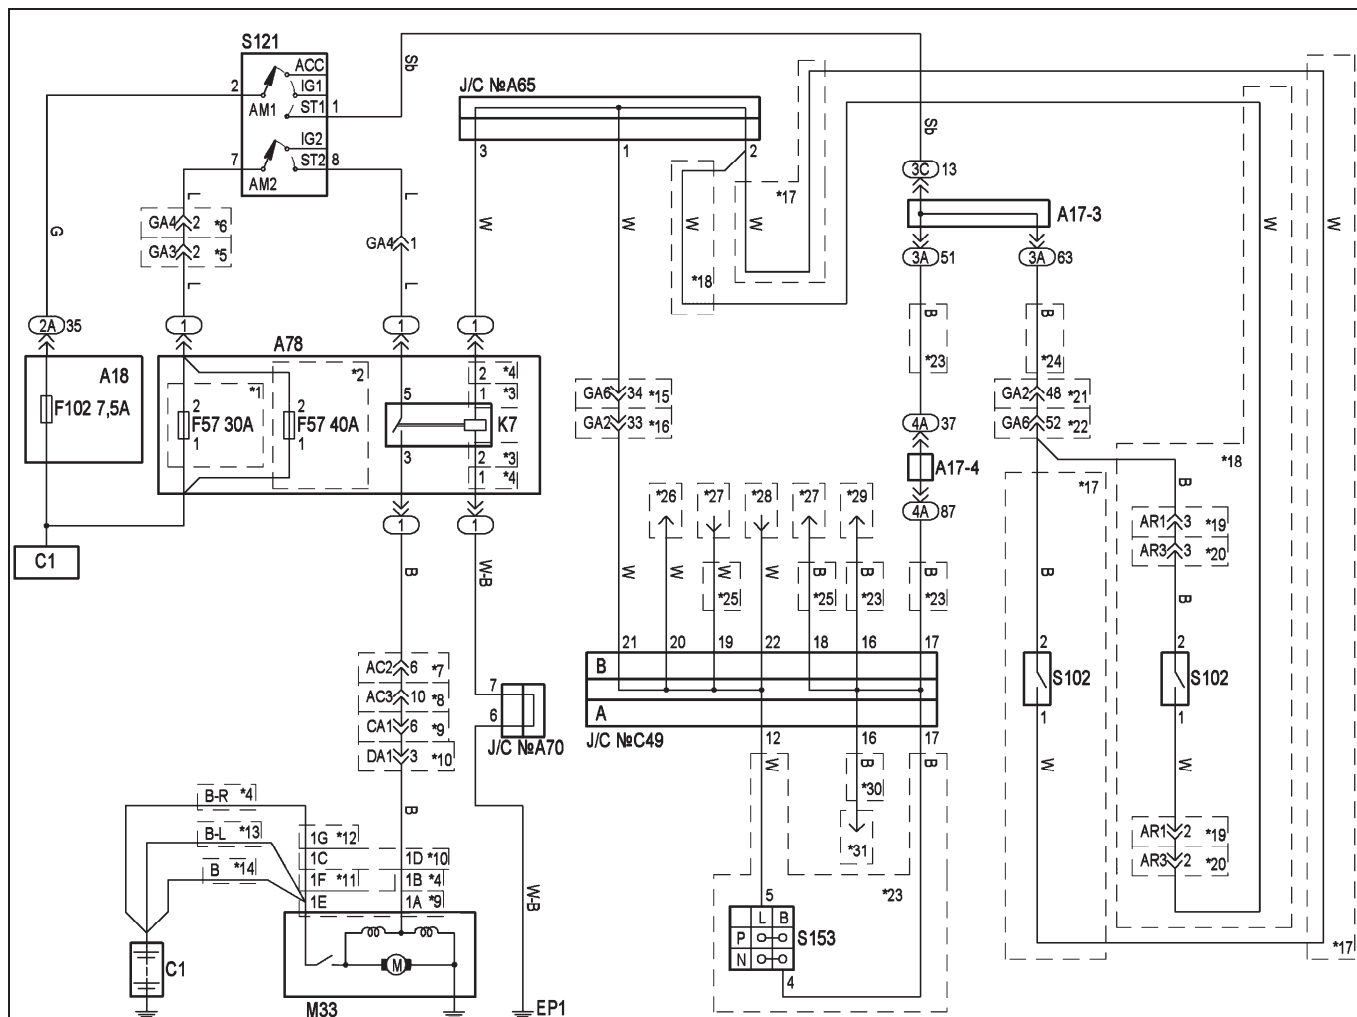 S121
ACC
2
IG1
AM1
ST1
1
IG2
7
ST2
8
AM2
Sb
J/C №A65
3
1
2
Sb
3C 13
A17-3
3A 51
3A 63
*17
*18
W
W
W
W
W
W
G
L
L
GA4 2 *6
GA3 2 *5
GA4 1
L
L
2A 35
1
1
1
A78
A18
F102 7,5A
*1
*2
2
F57 30A
1
2
F57 40A
1
5
3
K7
2 *4
1 *3
2 *3
1 *4
1
1
C1
B
*23
B
*24
GA6 34 *15
GA2 33 *16
GA2 48 *21
GA6 52 *22
4A 37
A17-4
4A 87
*18
*17
*26
*27
*28
*27
*29
B
W-B
W
W
W
*25
W
B
*25
B
*23
B
*23
B
AR1 3 *19
AR3 3 *20
B
B
21
20
19
22
18
16
17
B
A
J/C №C49
12
16
17
2
S102
1
2
S102
1
AC2 6 *7
AC3 10 *8
CA1 6 *9
DA1 3 *10
7
6
J/C №A70
W
B
*30
*31
B
*23
W
W
AR1 2 *19
AR3 2 *20
B-R *4
B-L *13
B *14
B
1G *12
1C
1D *10
1F *11
1B *4
1E
1A *9
W-B
5
L B
P
N
S153
4
*17
C1
M
M33
EP1